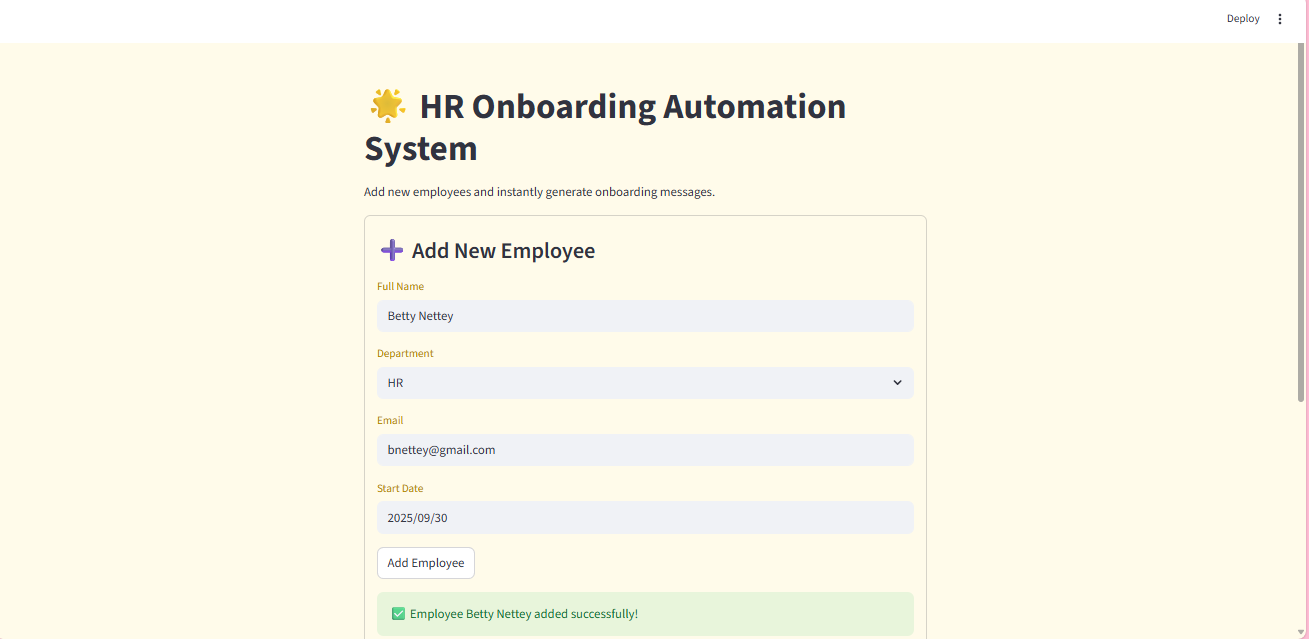 Deploy
🌟 HR Onboarding Automation
System
Add new employees and instantly generate onboarding messages.
➕ Add New Employee
Full Name
Betty Nettey
Department
HR
Email
bnettey@gmail.com
Start Date
2025/09/30
Add Employee
✅ Employee Betty Nettey added successfully!